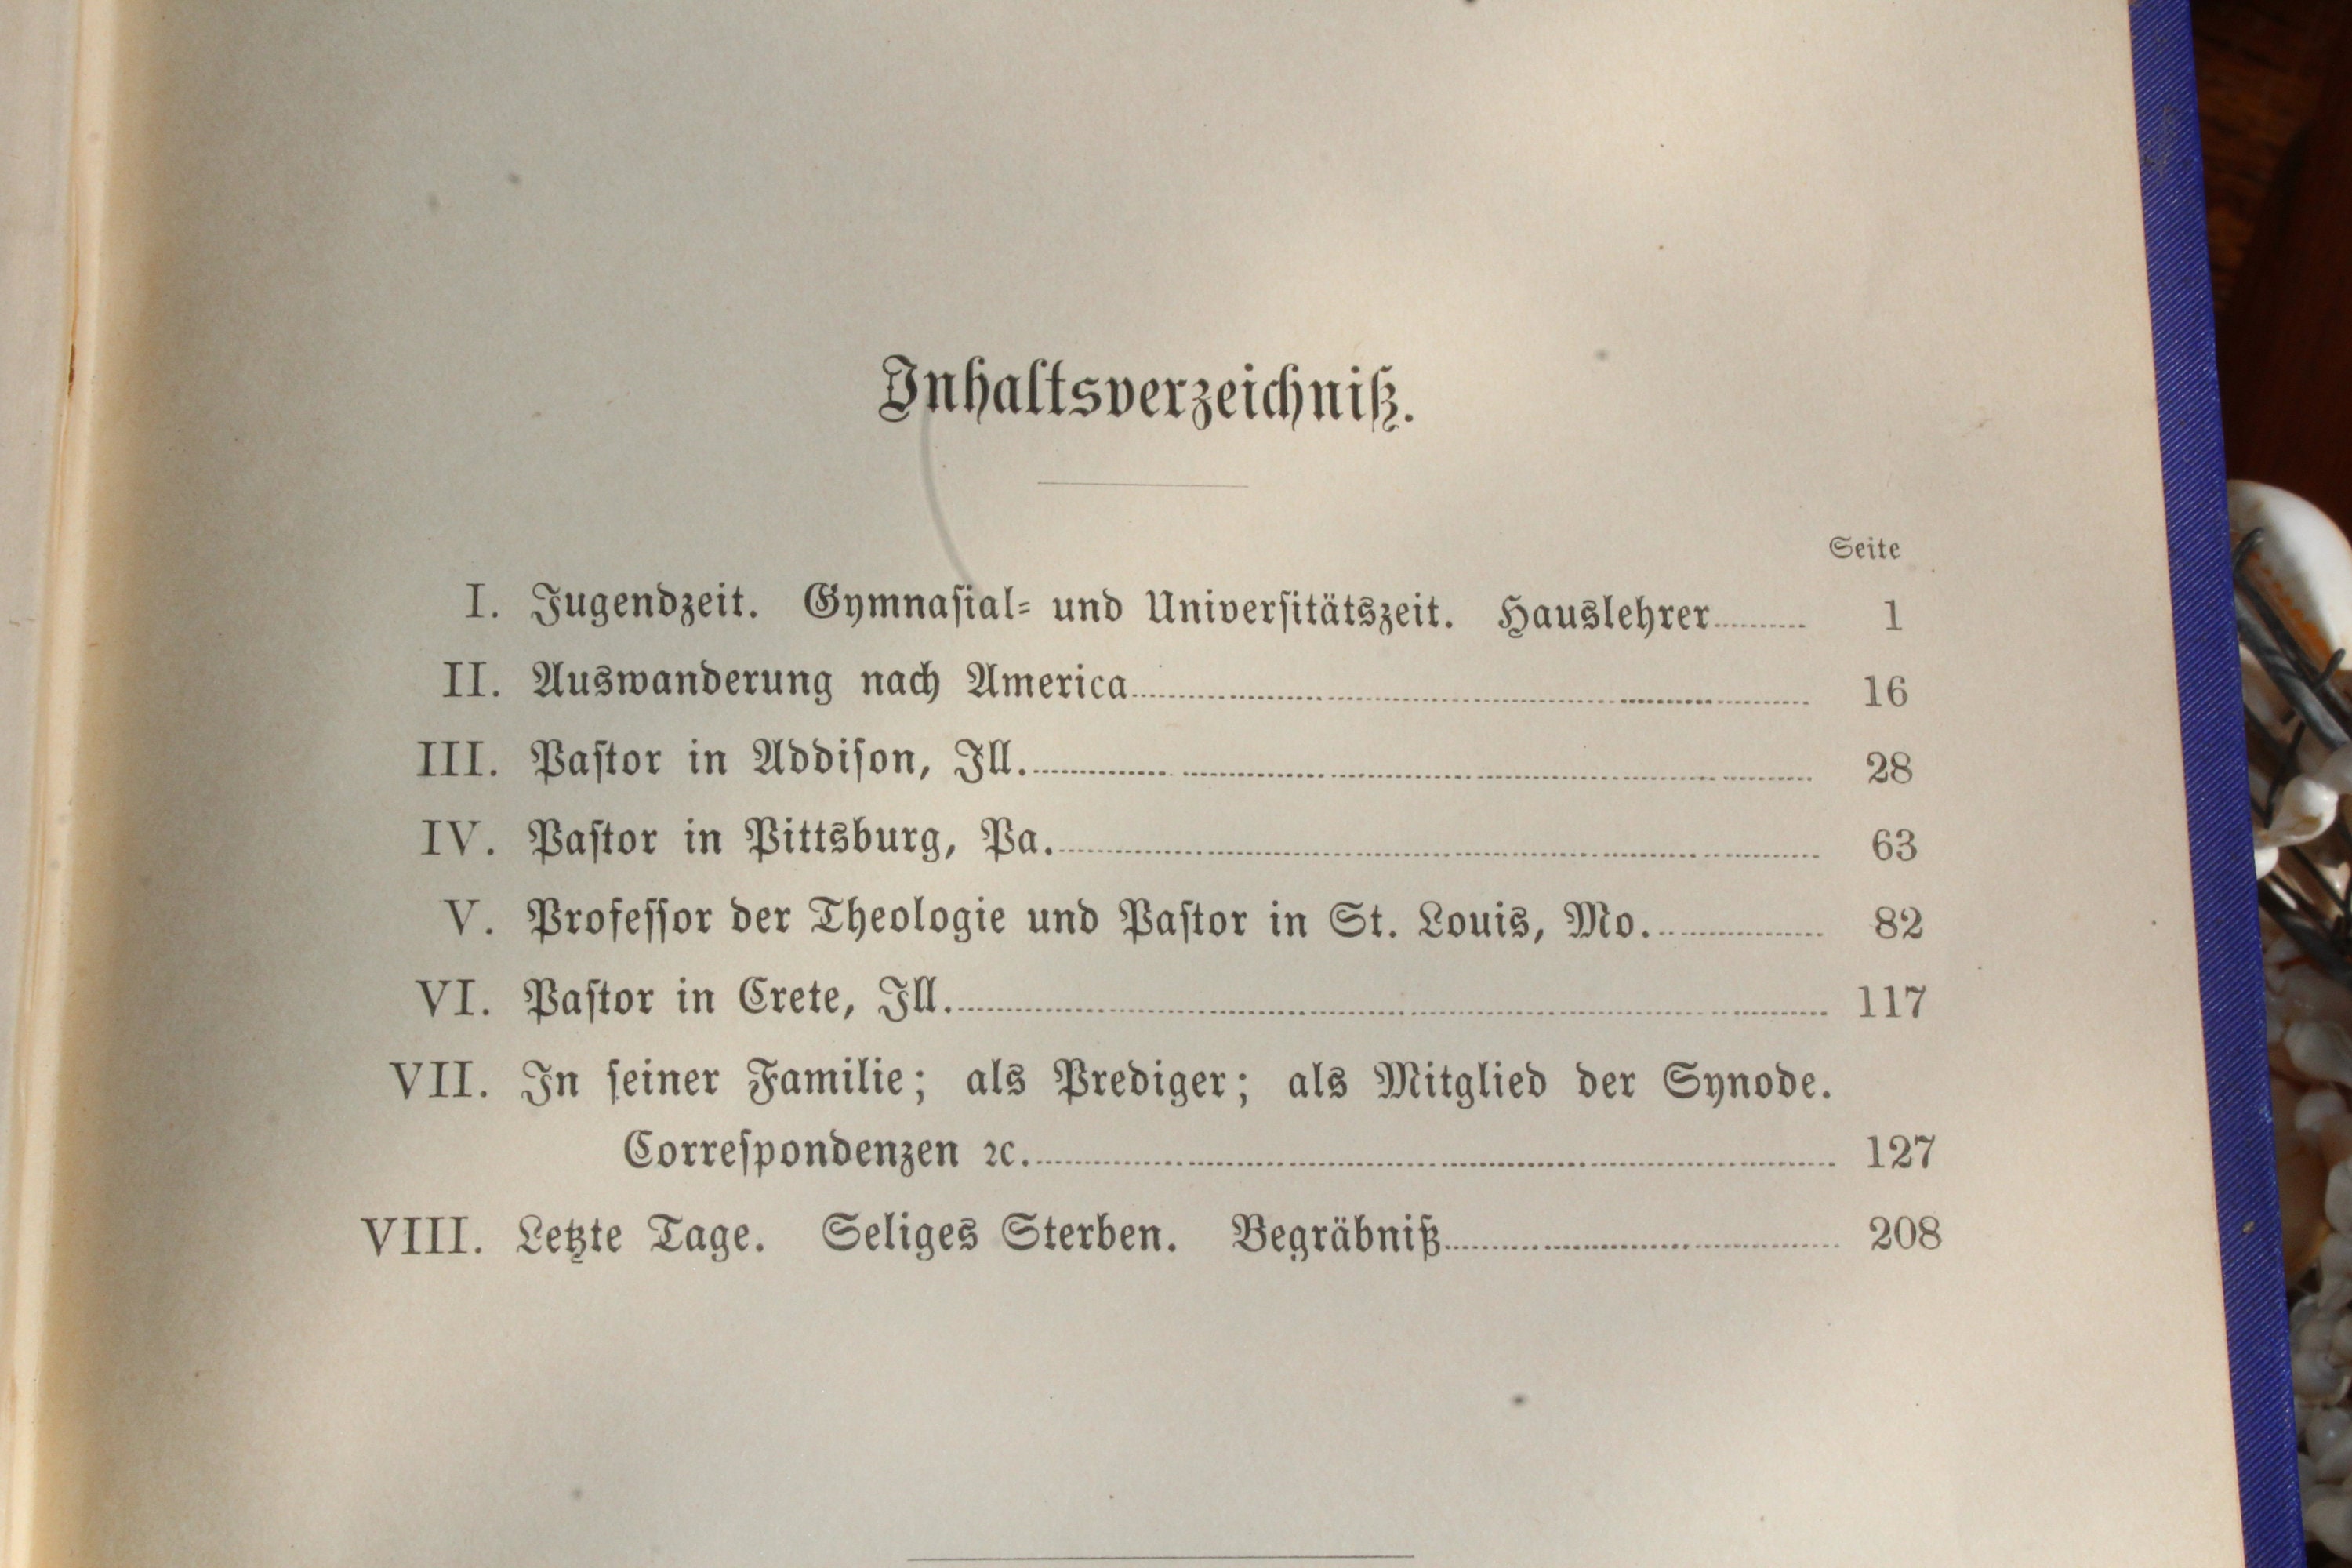 Inhaltsverzeichniß.
Seite
I. Jugendzeit. Gymnasial- und Universitätszeit. Hauslehrer 1
II. Auswanderung nach America 16
III. Pastor in Addison, Ill. 28
IV. Pastor in Pittsburg, Pa. 63
V. Professor der Theologie und Pastor in St. Louis, Mo. 82
VI. Pastor in Crete, Ill. 117
VII. In seiner Familie; als Prediger; als Mitglied der Synode.
Correspondenzen ꝛc. 127
VIII. Letzte Tage. Seliges Sterben. Begräbniß 208